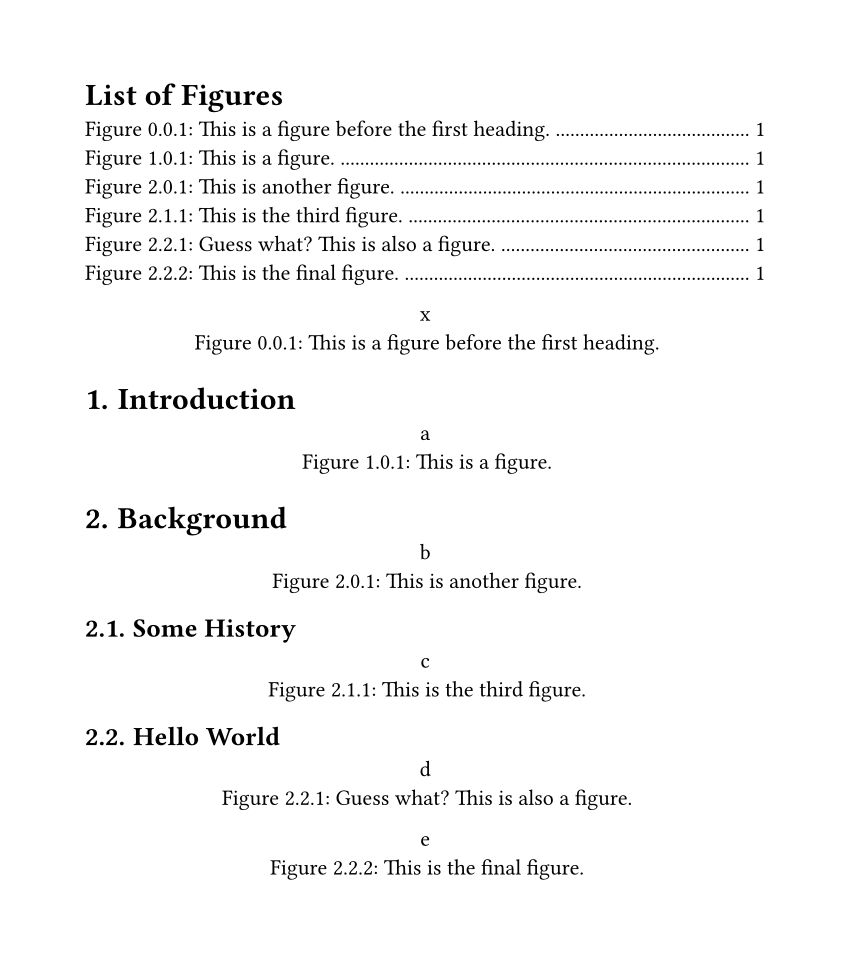 List of Figures
Figure 0.0.1: This is a figure before the first heading. ........................................ 1
Figure 1.0.1: This is a figure. .................................................................................... 1
Figure 2.0.1: This is another figure. ........................................................................ 1
Figure 2.1.1: This is the third figure. ...................................................................... 1
Figure 2.2.1: Guess what? This is also a figure. ................................................... 1
Figure 2.2.2: This is the final figure. ....................................................................... 1
x
Figure 0.0.1: This is a figure before the first heading.
1. Introduction
a
Figure 1.0.1: This is a figure.
2. Background
b
Figure 2.0.1: This is another figure.
2.1. Some History
c
Figure 2.1.1: This is the third figure.
2.2. Hello World
d
Figure 2.2.1: Guess what? This is also a figure.
e
Figure 2.2.2: This is the final figure.